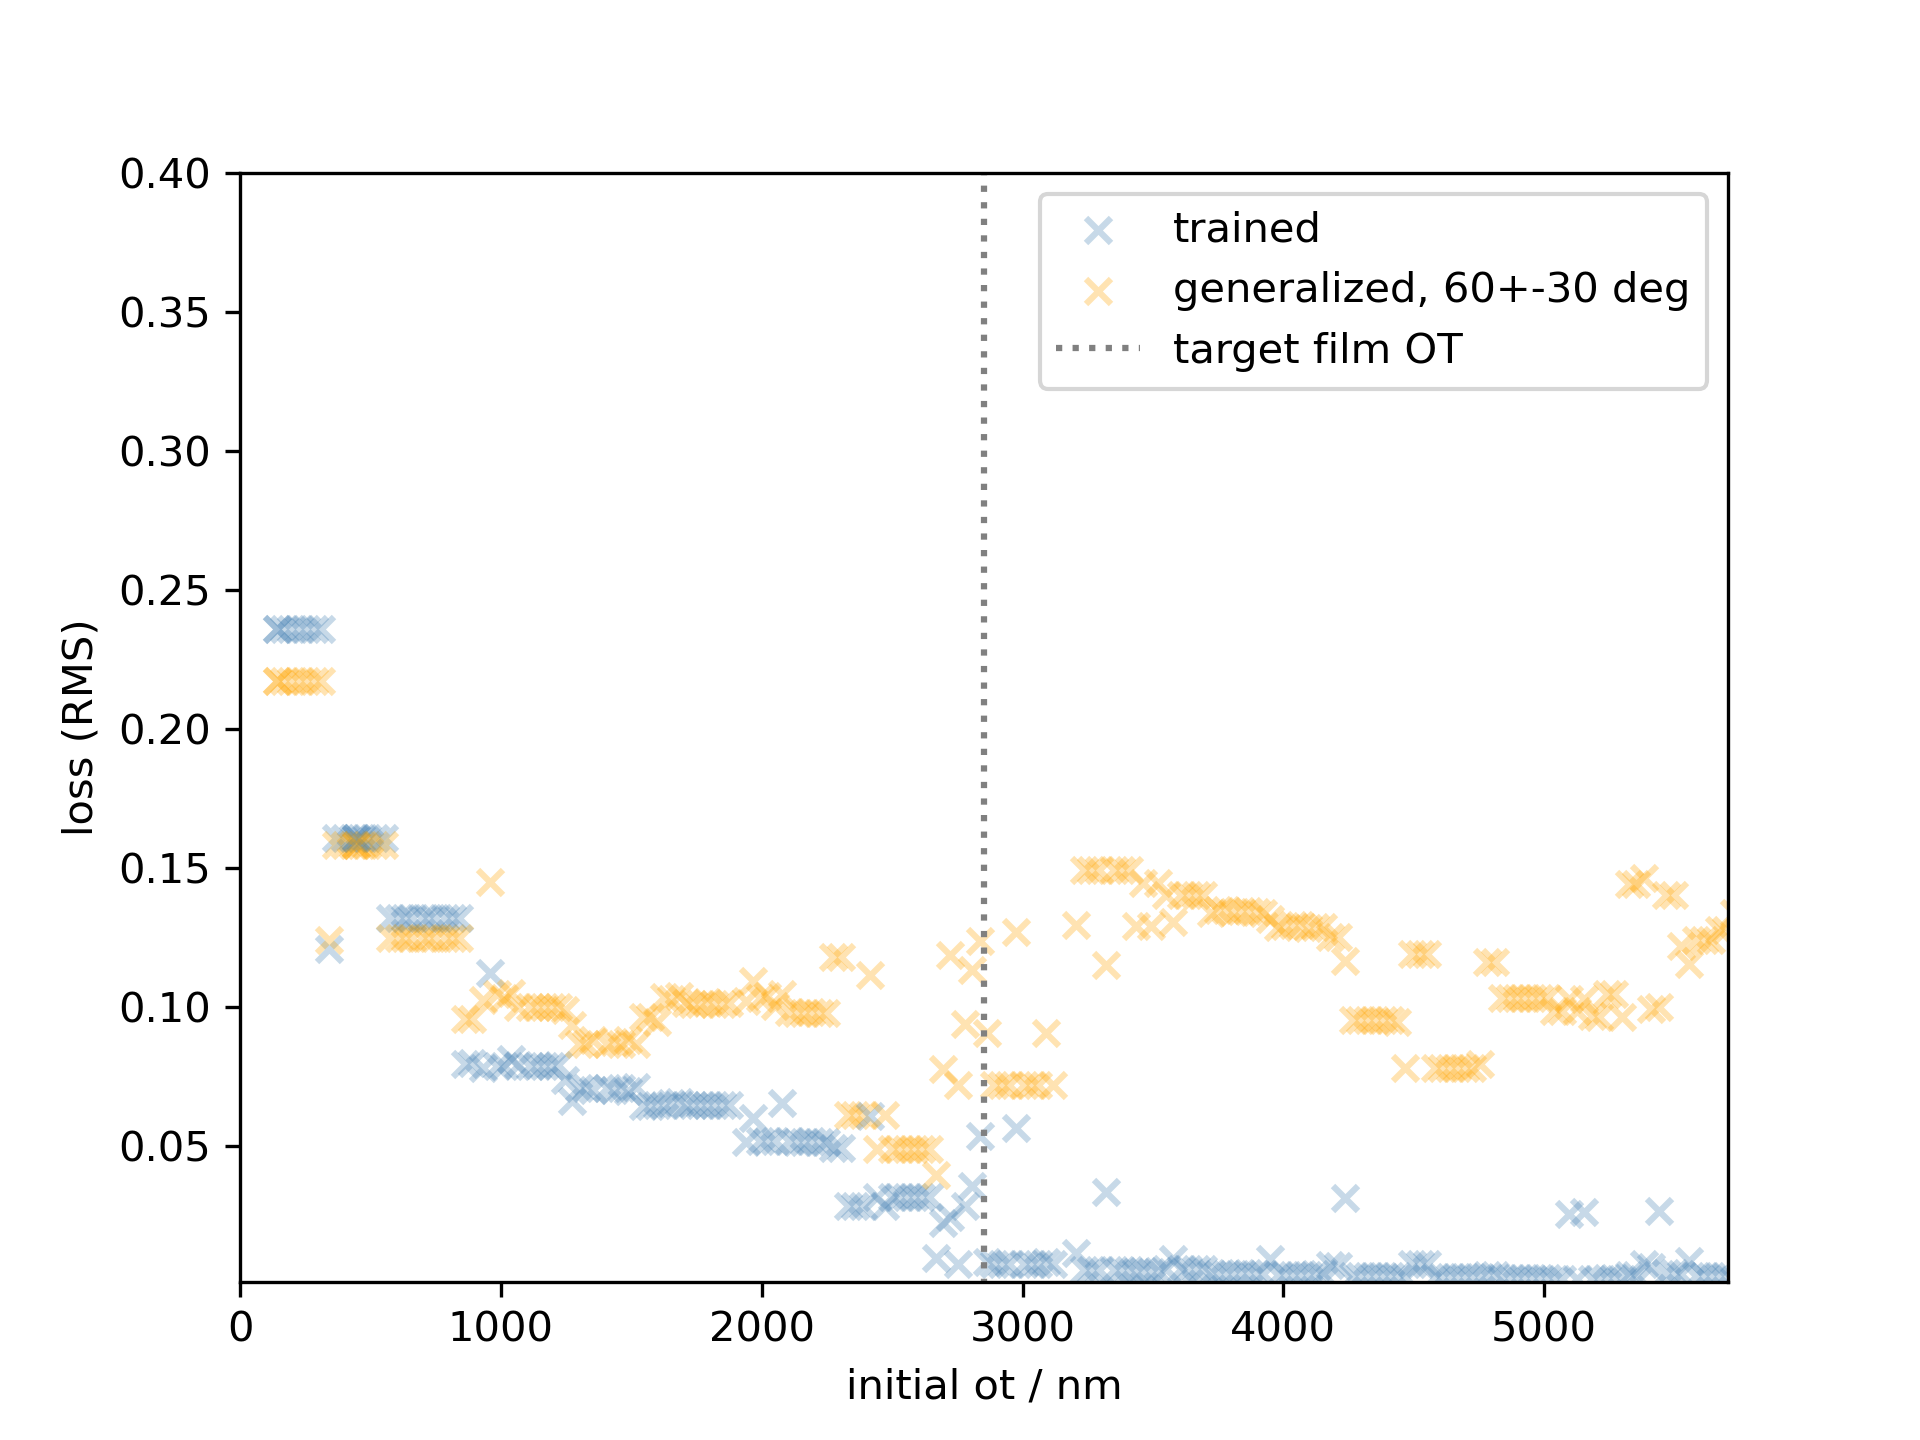 0.40
0.35
0.30
0.25
0.20
0.15
0.10
0.05
loss (RMS)
trained
generalized, 60+-30 deg
target film OT
0 1000 2000 3000 4000 5000
initial ot / nm